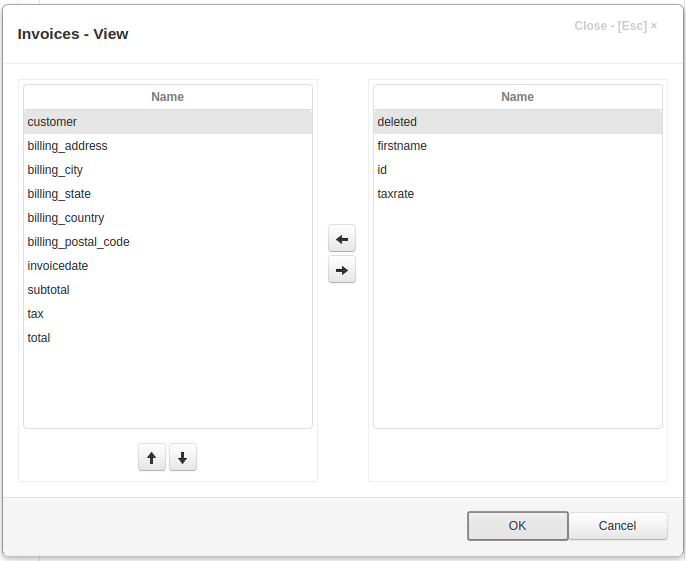 Invoices - View
Close - [Esc] ×
Name
customer
billing_address
billing_city
billing_state
billing_country
billing_postal_code
invoicedate
subtotal
tax
total
Name
deleted
firstname
id
taxrate
OK
Cancel